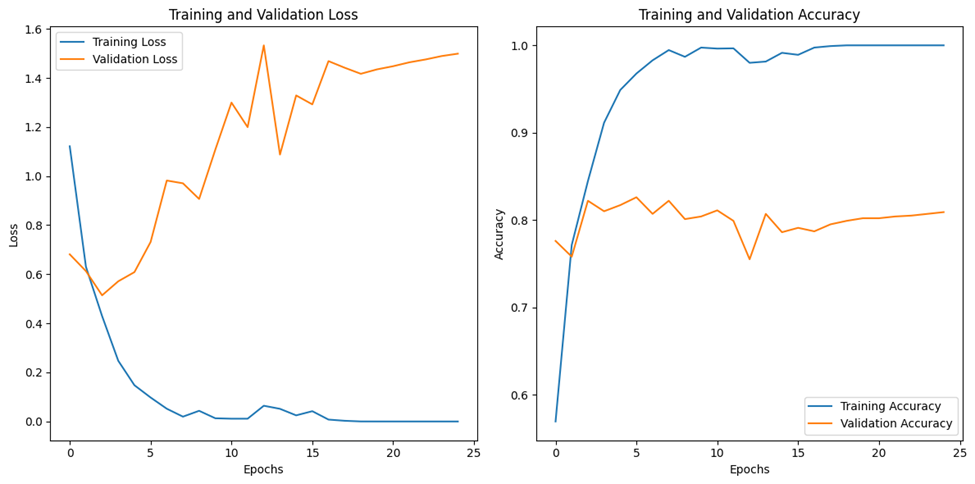 Training and Validation Loss
Training Loss
Validation Loss
1.6
1.4
1.2
1.0
0.8
0.6
0.4
0.2
0.0
Loss
0
5
10
15
20
25
Epochs
Training and Validation Accuracy
1.0
0.9
0.8
0.7
0.6
Accuracy
Training Accuracy
Validation Accuracy
0
5
10
15
20
25
Epochs